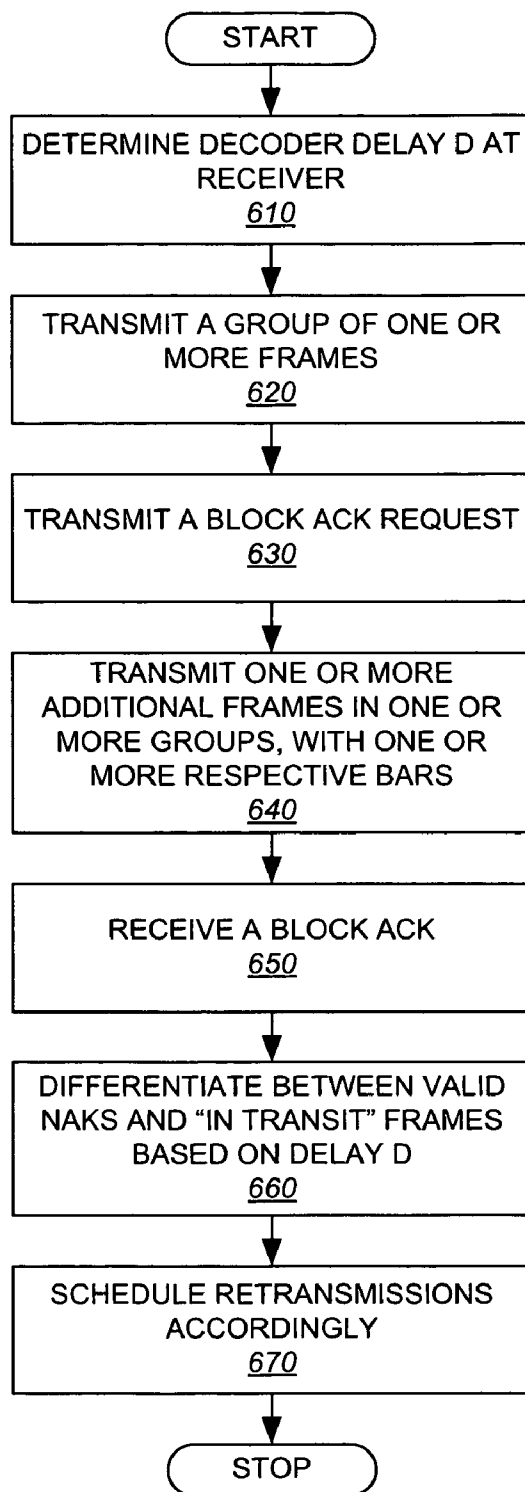 START
DETERMINE DECODER DELAY D AT
RECEIVER
610
TRANSMIT A GROUP OF ONE OR
MORE FRAMES
620
TRANSMIT A BLOCK ACK REQUEST
630
TRANSMIT ONE OR MORE
ADDITIONAL FRAMES IN ONE OR
MORE GROUPS, WITH ONE OR
MORE RESPECTIVE BARS
640
RECEIVE A BLOCK ACK
650
DIFFERENTIATE BETWEEN VALID
NAKS AND “IN TRANSIT” FRAMES
BASED ON DELAY D
660
SCHEDULE RETRANSMISSIONS
ACCORDINGLY
670
STOP